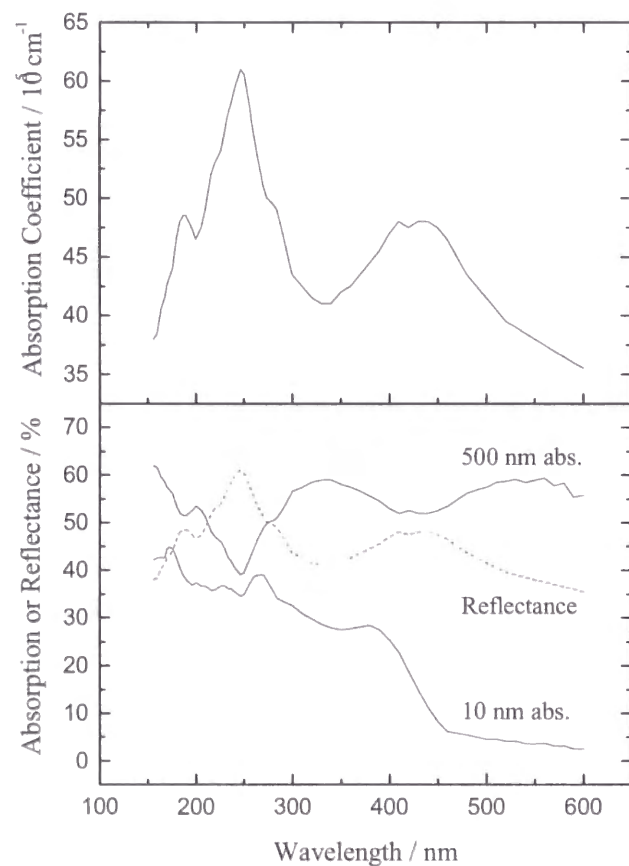 Absorption Coefficient / 10⁵ cm⁻¹
65
60
55
50
45
40
35
Absorption or Reflectance / %
70
60
50
40
30
20
10
0
500 nm abs.
Reflectance
10 nm abs.
100 200 300 400 500 600
Wavelength / nm